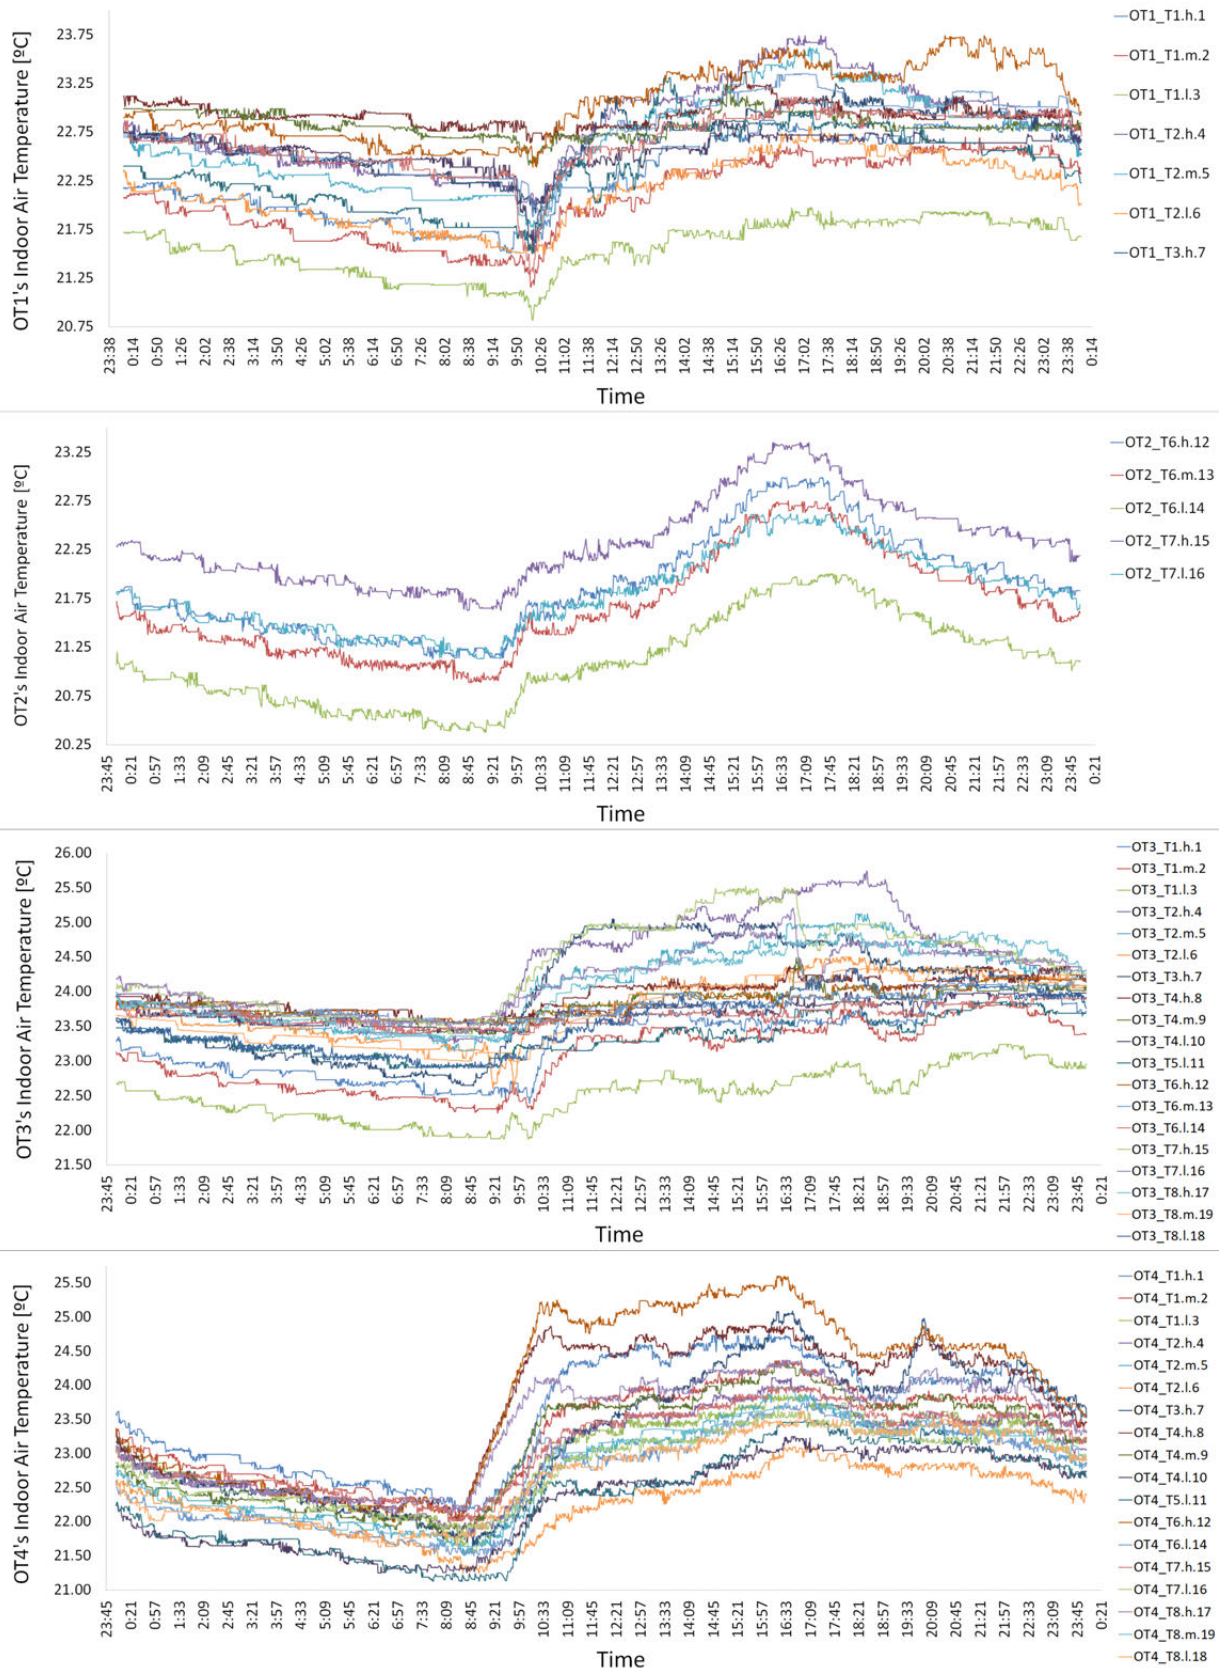 OT1's Indoor Air Temperature [ºC]
23.75
23.25
22.75
22.25
21.75
21.25
20.75
23:38 0:14 0:50 1:26 2:02 2:38 3:14 3:50 4:26 5:02 5:38 6:14 6:50 7:26 8:02 8:38 9:14 9:50 10:26 11:02 11:38 12:14 12:50 13:26 14:02 14:38 15:14 15:50 16:26 17:02 17:38 18:14 18:50 19:26 20:02 20:38 21:14 21:50 22:26 23:02 23:38 0:14
Time
OT1_T1.h.1
OT1_T1.m.2
OT1_T1.l.3
OT1_T2.h.4
OT1_T2.m.5
OT1_T2.l.6
OT1_T3.h.7
OT2's Indoor Air Temperature [ºC]
23.25
22.75
22.25
21.75
21.25
20.75
20.25
23:45 0:21 0:57 1:33 2:09 2:45 3:21 3:57 4:33 5:09 5:45 6:21 6:57 7:33 8:09 8:45 9:21 9:57 10:33 11:09 11:45 12:21 12:57 13:33 14:09 14:45 15:21 15:57 16:33 17:09 17:45 18:21 18:57 19:33 20:09 20:45 21:21 21:57 22:33 23:09 23:45 0:21
Time
OT2_T6.h.12
OT2_T6.m.13
OT2_T6.l.14
OT2_T7.h.15
OT2_T7.l.16
OT3's Indoor Air Temperature [ºC]
26.00
25.50
25.00
24.50
24.00
23.50
23.00
22.50
22.00
21.50
23:45 0:21 0:57 1:33 2:09 2:45 3:21 3:57 4:33 5:09 5:45 6:21 6:57 7:33 8:09 8:45 9:21 9:57 10:33 11:09 11:45 12:21 12:57 13:33 14:09 14:45 15:21 15:57 16:33 17:09 17:45 18:21 18:57 19:33 20:09 20:45 21:21 21:57 22:33 23:09 23:45 0:21
Time
OT3_T1.h.1
OT3_T1.m.2
OT3_T1.l.3
OT3_T2.h.4
OT3_T2.m.5
OT3_T2.l.6
OT3_T3.h.7
OT3_T4.h.8
OT3_T4.m.9
OT3_T4.l.10
OT3_T5.l.11
OT3_T6.h.12
OT3_T6.m.13
OT3_T6.l.14
OT3_T7.h.15
OT3_T7.l.16
OT3_T8.h.17
OT3_T8.m.19
OT3_T8.l.18
OT4's Indoor Air Temperature [ºC]
25.50
25.00
24.50
24.00
23.50
23.00
22.50
22.00
21.50
21.00
23:45 0:21 0:57 1:33 2:09 2:45 3:21 3:57 4:33 5:09 5:45 6:21 6:57 7:33 8:09 8:45 9:21 9:57 10:33 11:09 11:45 12:21 12:57 13:33 14:09 14:45 15:21 15:57 16:33 17:09 17:45 18:21 18:57 19:33 20:09 20:45 21:21 21:57 22:33 23:09 23:45 0:21
Time
OT4_T1.h.1
OT4_T1.m.2
OT4_T1.l.3
OT4_T2.h.4
OT4_T2.m.5
OT4_T2.l.6
OT4_T3.h.7
OT4_T4.h.8
OT4_T4.m.9
OT4_T4.l.10
OT4_T5.l.11
OT4_T6.h.12
OT4_T6.l.14
OT4_T7.h.15
OT4_T7.l.16
OT4_T8.h.17
OT4_T8.m.19
OT4_T8.l.18